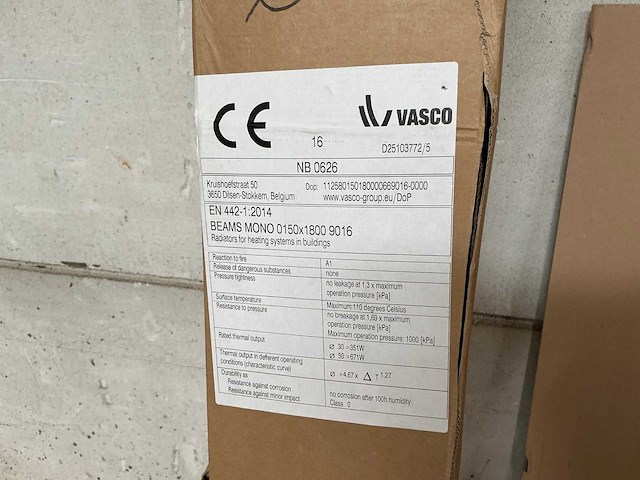 CE
16
VASCO
D25103772/5
NB 0626
Kruishoefstraat 50
3650 Dilsen-Stokkem, Belgium
Dop: 112580150180000669016-0000
www.vasco-group.eu/DoP
EN 442-1:2014
BEAMS MONO 0150x1800 9016
Radiators for heating systems in buildings
Reaction to fire A1
Release of dangerous substances none
Pressure tightness no leakage at 1,3 x maximum
operation pressure [kPa]
Surface temperature Maximum 110 degrees Celsius
Resistance to pressure no breakage at 1,69 x maximum
operation pressure [kPa]
Maximum operation pressure: 1000 [kPa]
Rated thermal output Ø 30 =351W
Ø 50 =671W
Thermal output in defferent operating
conditions (characteristic curve) Ø =4,67 x Δ T 1.27
Durability as
Resistance against corrosion no corrosion after 100h humidity
Resistance against minor impact Class 0